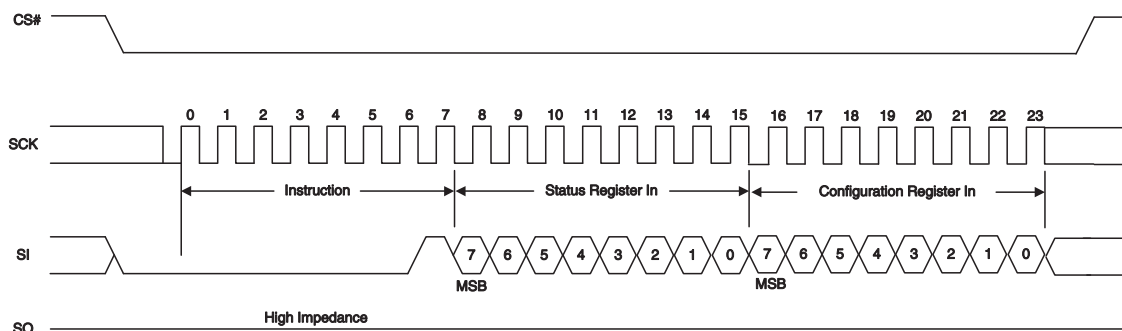 CS#
0 1 2 3 4 5 6 7 8 9 10 11 12 13 14 15 16 17 18 19 20 21 22 23
SCK
Instruction Status Register In Configuration Register In
SI 7 6 5 4 3 2 1 0 7 6 5 4 3 2 1 0
MSB MSB
High Impedance
SO